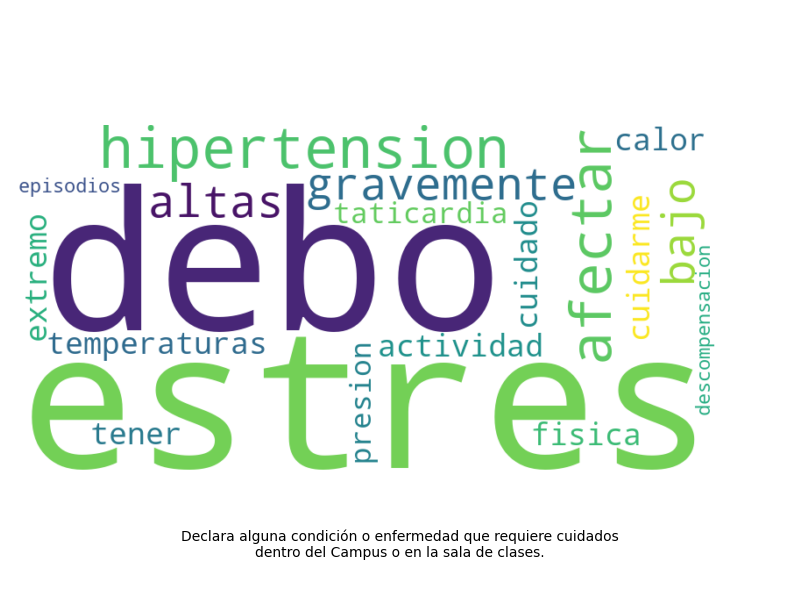 hipertension
calor
episodios
altas
gravemente
taticardia
afectar
bajo
cuidarme
cuidado
extremo
debo
descompensacion
temperaturas
presion
actividad
estres
tener
fisica
Declara alguna condición o enfermedad que requiere cuidados
dentro del Campus o en la sala de clases.